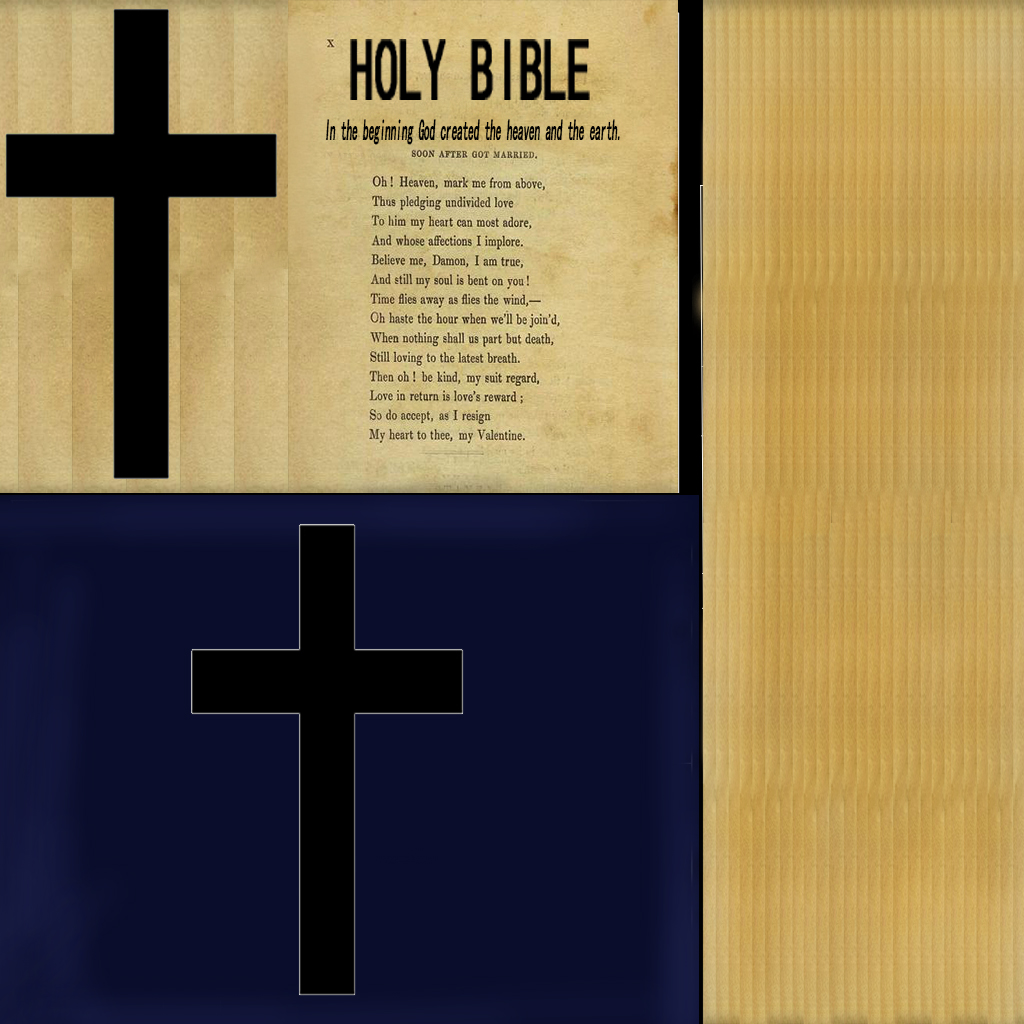 x
HOLY BIBLE
In the beginning God created the heaven and the earth.
SOON AFTER GOT MARRIED.
Oh! Heaven, mark me from above,
Thus pledging undivided love
To him my heart can most adore,
And whose affections I implore.
Believe me, Damon, I am true,
And still my soul is bent on you!
Time flies away as flies the wind,—
Oh haste the hour when we'll be join'd,
When nothing shall us part but death,
Still loving to the latest breath.
Then oh! be kind, my suit regard,
Love in return is love's reward;
So do accept, as I resign
My heart to thee, my Valentine.